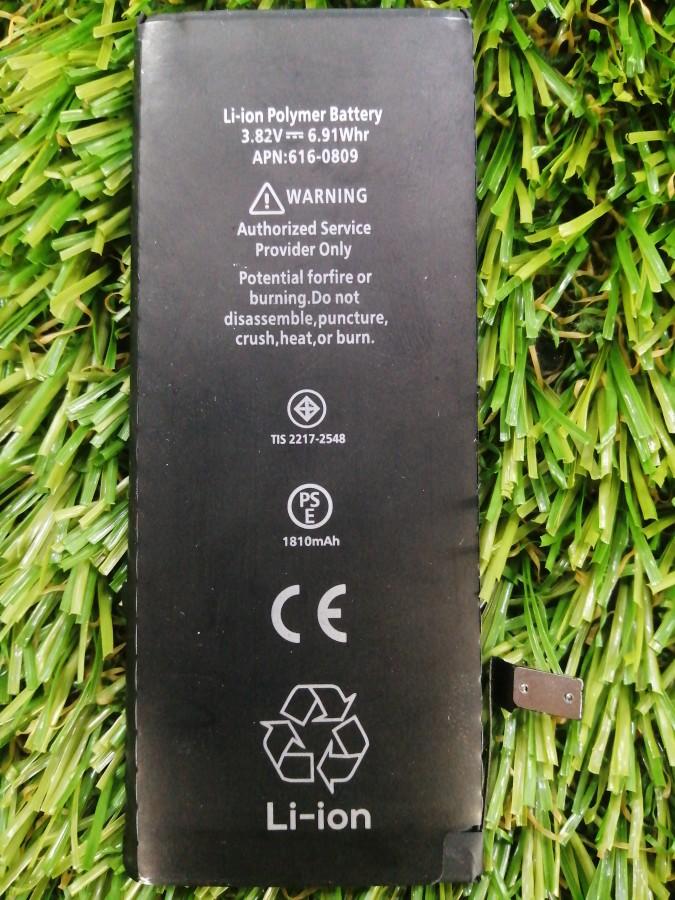 Li-ion Polymer Battery
3.82V⎓6.91Whr
APN:616-0809
WARNING
Authorized Service
Provider Only
Potential forfire or
burning.Do not
disassemble,puncture,
crush,heat,or burn.
TIS 2217-2548
PS
E
1810mAh
CE
Li-ion